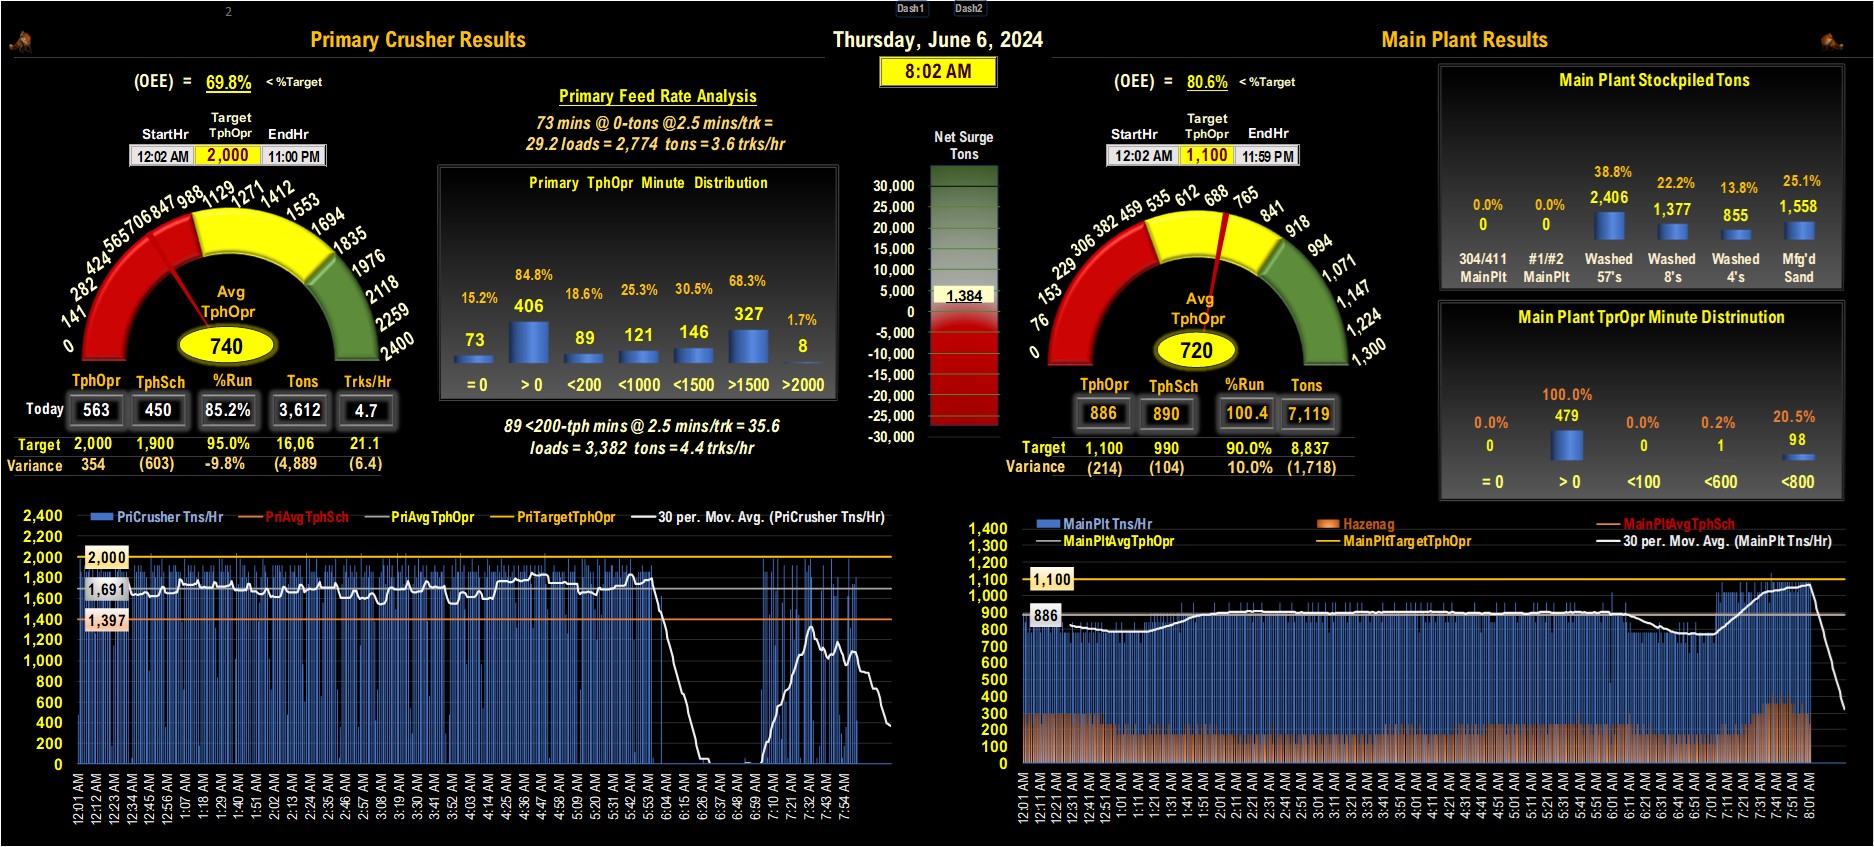 2
Dash1
Dash2
Primary Crusher Results
Thursday, June 6, 2024
Main Plant Results
8:02 AM
(OEE) = 69.8% < %Target
StartHr
Target
TphOpr
EndHr
12:02 AM
2,000
11:00 PM
0
141
282
424
565
706
847
988
1129
1271
1412
1553
1694
1835
1976
2118
2259
2400
Avg
TphOpr
740
TphOpr
TphSch
%Run
Tons
Trks/Hr
Today
563
450
85.2%
3,612
4.7
Target
2,000
1,900
95.0%
16,06
21.1
Variance
354
(603)
-9.8%
(4,889
(6.4)
Primary Feed Rate Analysis
73 mins @ 0-tons @2.5 mins/trk =
29.2 loads = 2,774 tons = 3.6 trks/hr
Primary TphOpr Minute Distribution
15.2%
84.8%
18.6%
25.3%
30.5%
68.3%
1.7%
73
406
89
121
146
327
8
= 0
> 0
<200
<1000
<1500
>1500
>2000
89 <200-tph mins @ 2.5 mins/trk = 35.6
loads = 3,382 tons = 4.4 trks/hr
Net Surge
Tons
30,000
25,000
20,000
15,000
10,000
5,000
0
-5,000
-10,000
-15,000
-20,000
-25,000
-30,000
1,384
(OEE) = 80.6% < %Target
StartHr
Target
TphOpr
EndHr
12:02 AM
1,100
11:59 PM
0
76
153
229
306
382
459
535
612
688
765
841
918
994
1,071
1,147
1,224
1,300
Avg
TphOpr
720
TphOpr
TphSch
%Run
Tons
886
890
100.4
7,119
Target
1,100
990
90.0%
8,837
Variance
(214)
(104)
10.0%
(1,718)
Main Plant Stockpiled Tons
0.0%
0.0%
38.8%
22.2%
13.8%
25.1%
0
0
2,406
1,377
855
1,558
304/411
MainPlt
#1/#2
MainPlt
Washed
57's
Washed
8's
Washed
4's
Mfg'd
Sand
Main Plant TprOpr Minute Distrinution
0.0%
100.0%
0.0%
0.2%
20.5%
0
479
0
1
98
= 0
> 0
<100
<600
<800
PriCrusher Tns/Hr
PriAvgTphSch
PriAvgTphOpr
PriTargetTphOpr
30 per. Mov. Avg. (PriCrusher Tns/Hr)
2,400
2,200
2,000
1,800
1,600
1,400
1,200
1,000
800
600
400
200
0
2,000
1,691
1,397
12:01 AM
12:12 AM
12:23 AM
12:34 AM
12:45 AM
12:56 AM
1:07 AM
1:18 AM
1:29 AM
1:40 AM
1:51 AM
2:02 AM
2:13 AM
2:24 AM
2:35 AM
2:46 AM
2:57 AM
3:08 AM
3:19 AM
3:30 AM
3:41 AM
3:52 AM
4:03 AM
4:14 AM
4:25 AM
4:36 AM
4:47 AM
4:58 AM
5:09 AM
5:20 AM
5:31 AM
5:42 AM
5:53 AM
6:04 AM
6:15 AM
6:26 AM
6:37 AM
6:48 AM
6:59 AM
7:10 AM
7:21 AM
7:32 AM
7:43 AM
7:54 AM
MainPlt Tns/Hr
Hazenag
MainPltAvgTphSch
MainPltAvgTphOpr
MainPltTargetTphOpr
30 per. Mov. Avg. (MainPlt Tns/Hr)
1,400
1,300
1,200
1,100
1,000
900
800
700
600
500
400
300
200
100
0
1,100
886
12:01 AM
12:11 AM
12:21 AM
12:31 AM
12:41 AM
12:51 AM
1:01 AM
1:11 AM
1:21 AM
1:31 AM
1:41 AM
1:51 AM
2:01 AM
2:11 AM
2:21 AM
2:31 AM
2:41 AM
2:51 AM
3:01 AM
3:11 AM
3:21 AM
3:31 AM
3:41 AM
3:51 AM
4:01 AM
4:11 AM
4:21 AM
4:31 AM
4:41 AM
4:51 AM
5:01 AM
5:11 AM
5:21 AM
5:31 AM
5:41 AM
5:51 AM
6:01 AM
6:11 AM
6:21 AM
6:31 AM
6:41 AM
6:51 AM
7:01 AM
7:11 AM
7:21 AM
7:31 AM
7:41 AM
7:51 AM
8:01 AM